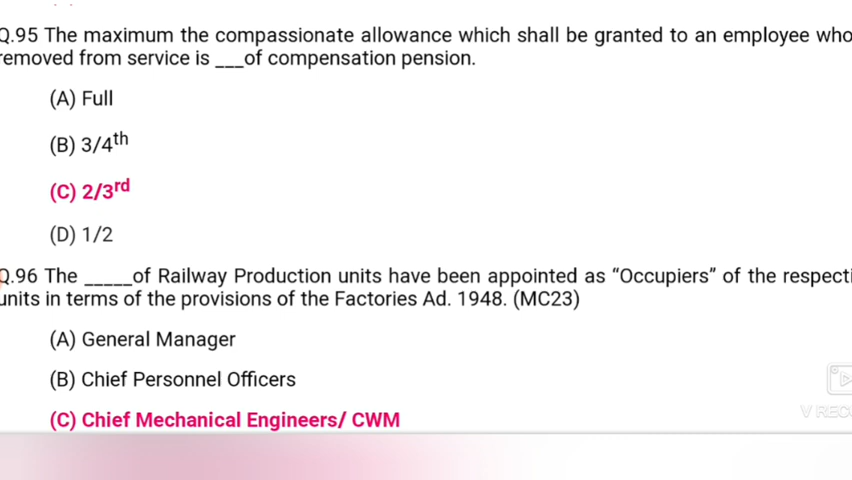 Q.95 The maximum the compassionate allowance which shall be granted to an employee who
removed from service is ___of compensation pension.
(A) Full
(B) 3/4th
(C) 2/3rd
(D) 1/2
Q.96 The _____of Railway Production units have been appointed as “Occupiers” of the respecti
units in terms of the provisions of the Factories Ad. 1948. (MC23)
(A) General Manager
(B) Chief Personnel Officers
(C) Chief Mechanical Engineers/ CWM
V RECO